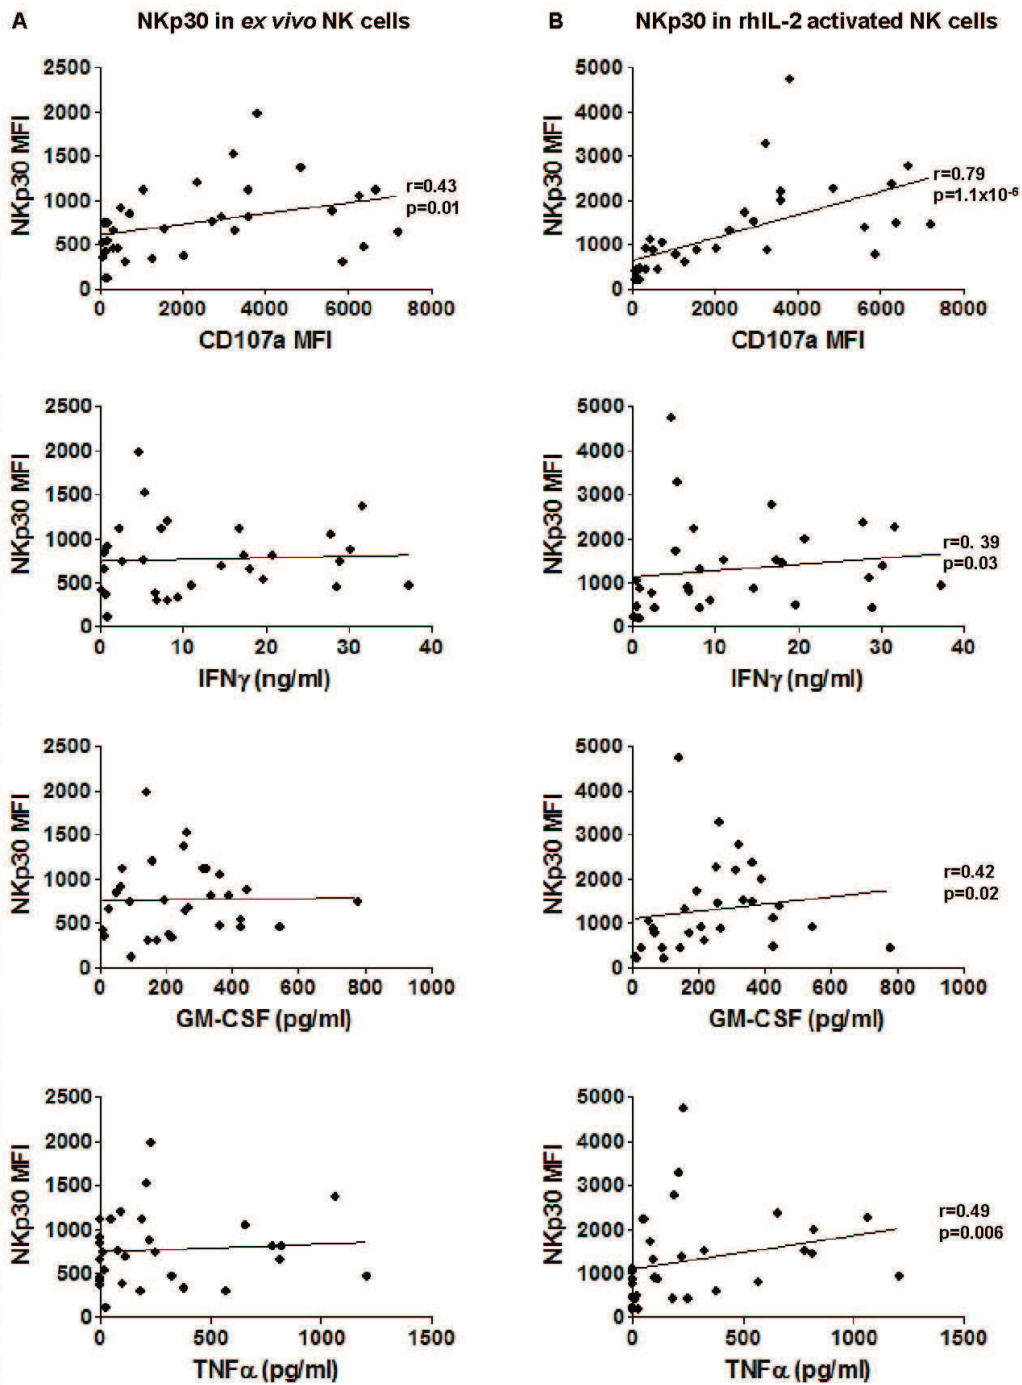 A NKp30 in ex vivo NK cells
B NKp30 in rhIL-2 activated NK cells
NKp30 MFI
2500
2000
1500
1000
500
0
r=0.43
p=0.01
0 2000 4000 6000 8000
CD107a MFI
NKp30 MFI
5000
4000
3000
2000
1000
0
r=0.79
p=1.1x10-6
0 2000 4000 6000 8000
CD107a MFI
NKp30 MFI
2500
2000
1500
1000
500
0
0 10 20 30 40
IFNγ (ng/ml)
NKp30 MFI
5000
4000
3000
2000
1000
0
r=0. 39
p=0.03
0 10 20 30 40
IFNγ (ng/ml)
NKp30 MFI
2500
2000
1500
1000
500
0
0 200 400 600 800 1000
GM-CSF (pg/ml)
NKp30 MFI
5000
4000
3000
2000
1000
0
r=0.42
p=0.02
0 200 400 600 800 1000
GM-CSF (pg/ml)
NKp30 MFI
2500
2000
1500
1000
500
0
0 500 1000 1500
TNFα (pg/ml)
NKp30 MFI
5000
4000
3000
2000
1000
0
r=0.49
p=0.006
0 500 1000 1500
TNFα (pg/ml)